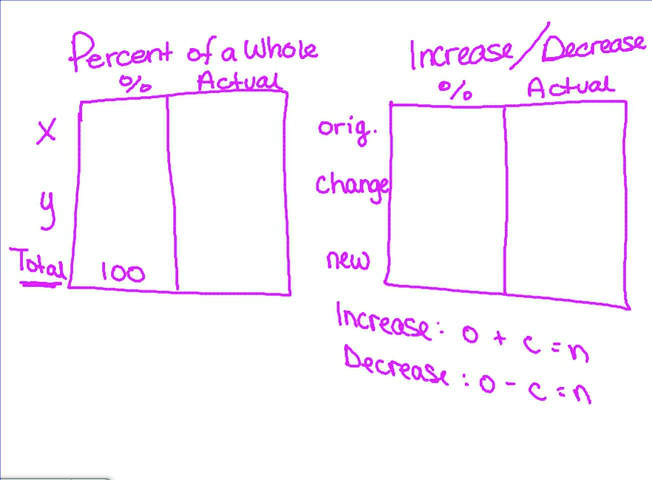 Percent of a Whole
% Actual
x
y
Total 100
Increase/Decrease
% Actual
orig.
change
new
Increase: o + c = n
Decrease: o - c = n